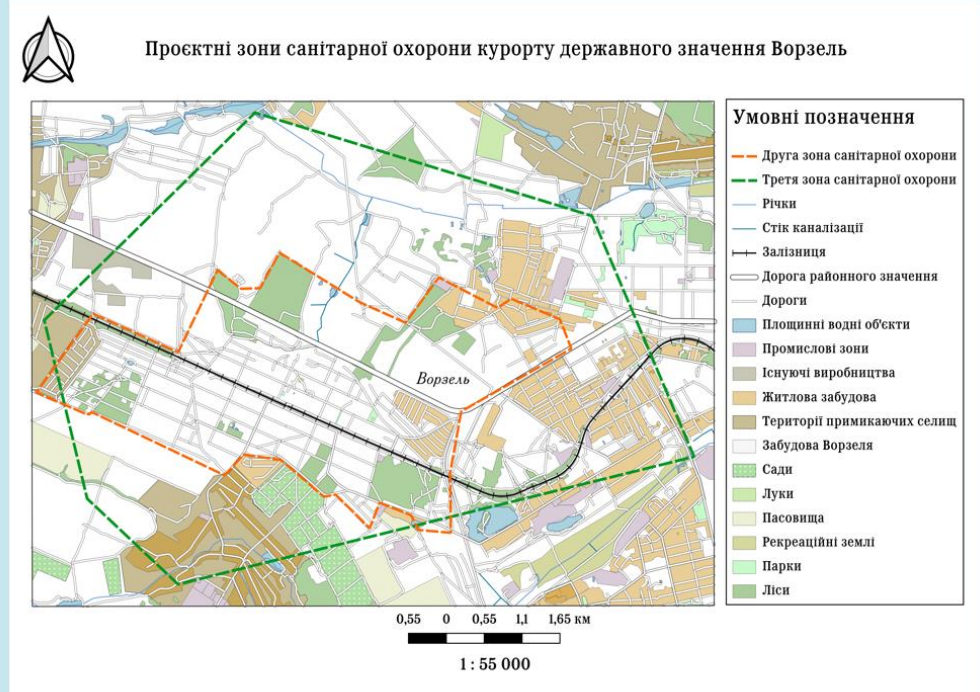 Проєктні зони санітарної охорони курорту державного значення Ворзель
Ворзель
Умовні позначення
Друга зона санітарної охорони
Третя зона санітарної охорони
Річки
Стік каналізації
Залізниця
Дорога районного значення
Дороги
Площинні водні об'єкти
Промислові зони
Існуючі виробництва
Житлова забудова
Території примикаючих селищ
Забудова Ворзеля
Сади
Луки
Пасовища
Рекреаційні землі
Парки
Ліси
0,55 0 0,55 1,1 1,65 км
1 : 55 000